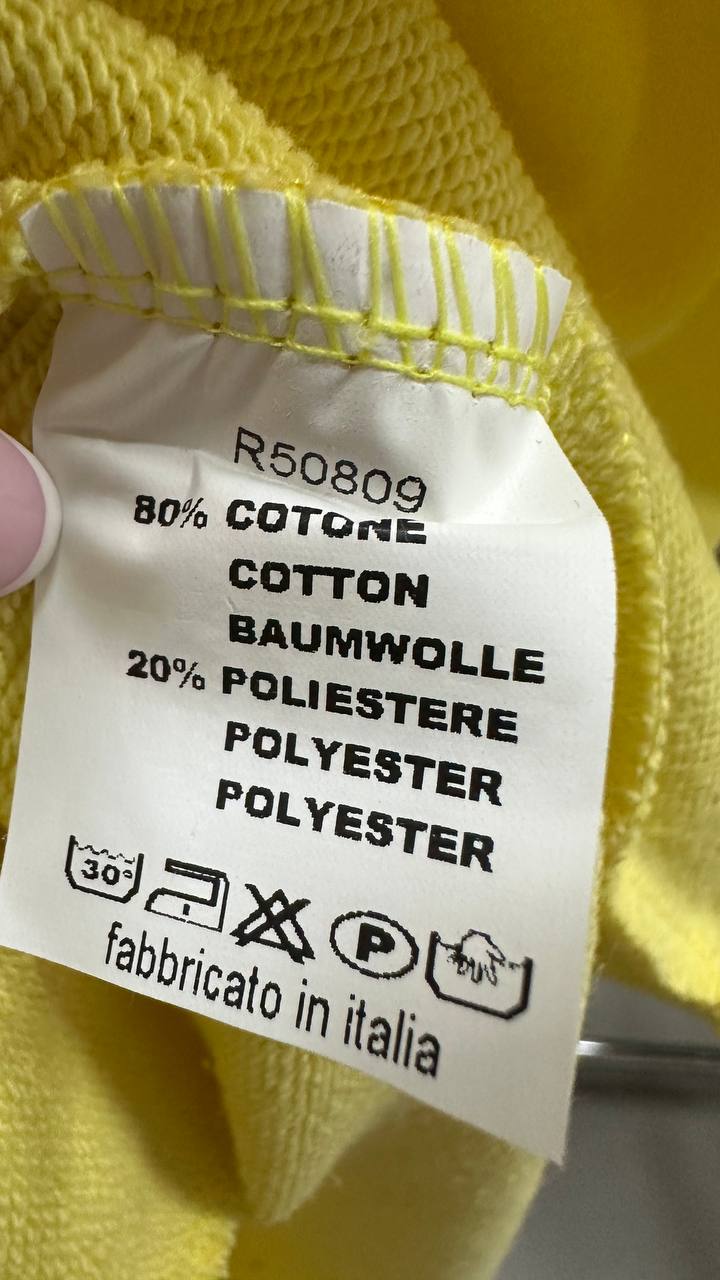 R50809
80% COTONE
COTTON
BAUMWOLLE
20% POLIESTERE
POLYESTER
POLYESTER
30°
P
fabbricato in italia